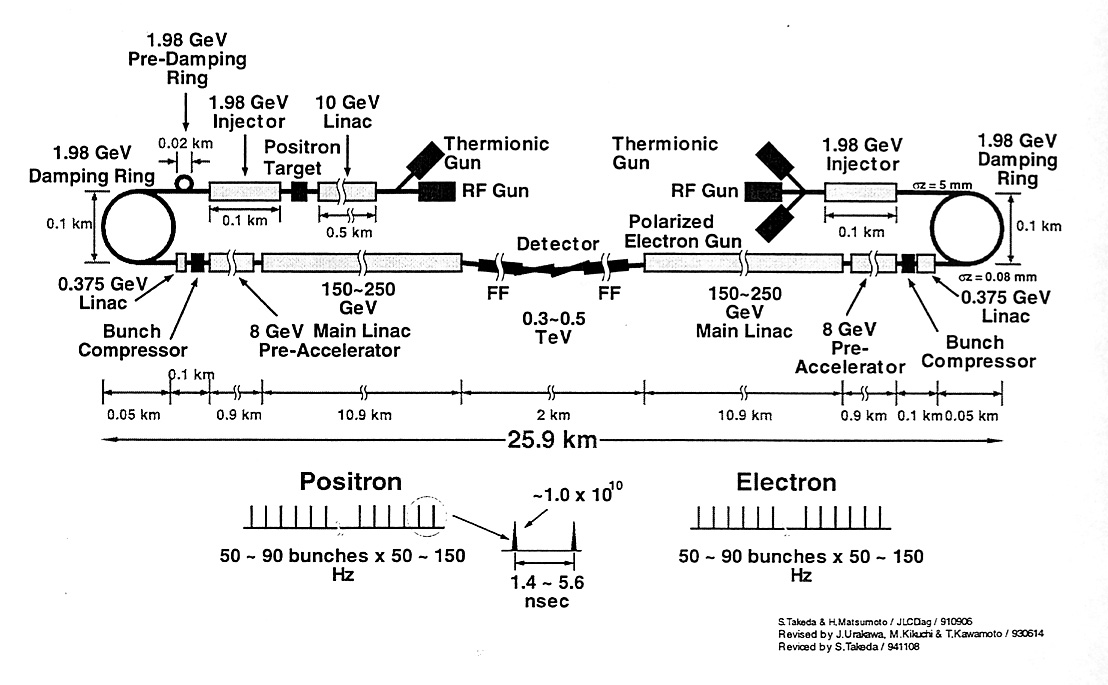 1.98 GeV
Pre-Damping
Ring
1.98 GeV
Injector
10 GeV
Linac
0.02 km
Positron
Target
Thermionic
Gun
RF Gun
1.98 GeV
Damping Ring
0.1 km
0.1 km
0.5 km
Thermionic
Gun
RF Gun
Polarized
Electron Gun
1.98 GeV
Injector
1.98 GeV
Damping
Ring
σz = 5 mm
0.1 km
0.1 km
σz = 0.08 mm
Detector
FF
FF
0.3~0.5
TeV
0.375 GeV
Linac
Bunch
Compressor
8 GeV
Pre-Accelerator
150~250
GeV
Main Linac
150~250
GeV
Main Linac
8 GeV
Pre-
Accelerator
0.375 GeV
Linac
Bunch
Compressor
0.1 km
0.05 km
0.9 km
10.9 km
2 km
10.9 km
0.9 km
0.1 km
0.05 km
25.9 km
Positron
~1.0 x 10^10
Electron
50 ~ 90 bunches x 50 ~ 150
Hz
1.4 ~ 5.6
nsec
50 ~ 90 bunches x 50 ~ 150
Hz
S.Takeda & H.Matsumoto / JLCDag / 910906
Revised by J.Urakawa, M.Kikuchi & T.Kawamoto / 930614
Reviced by S.Takeda / 941108